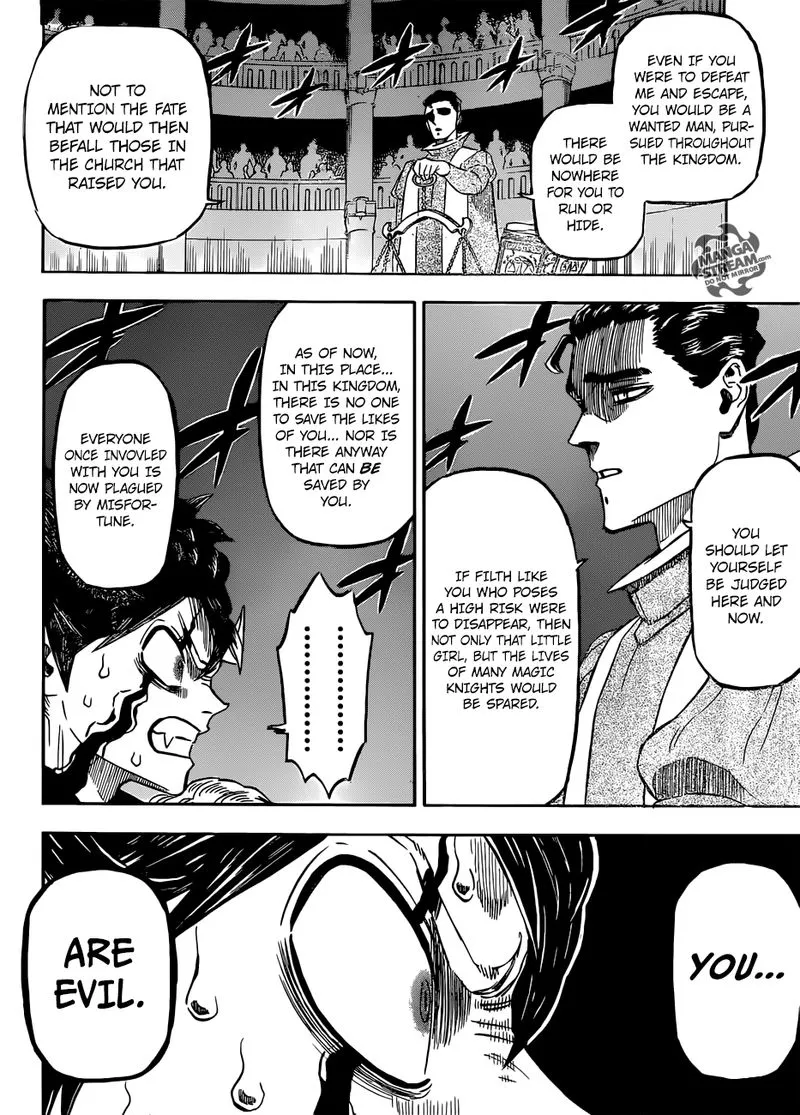 EVEN IF YOU
WERE TO DEFEAT
ME AND ESCAPE,
YOU WOULD BE A
WANTED MAN, PUR-
SUED THROUGHOUT
THE KINGDOM.
THERE
WOULD BE
NOWHERE
FOR YOU TO
RUN OR
HIDE.
NOT TO
MENTION THE FATE
THAT WOULD THEN
BEFALL THOSE IN
THE CHURCH THAT
RAISED YOU.
MANGA
STREAM.com
DO NOT MIRROR
YOU
SHOULD LET
YOURSELF
BE JUDGED
HERE AND
NOW.
IF FILTH LIKE
YOU WHO POSES
A HIGH RISK WERE
TO DISAPPEAR, THEN
NOT ONLY THAT LITTLE
GIRL, BUT THE LIVES
OF MANY MAGIC
KNIGHTS WOULD
BE SPARED.
AS OF NOW,
IN THIS PLACE...
IN THIS KINGDOM,
THERE IS NO ONE
TO SAVE THE LIKES
OF YOU... NOR IS
THERE ANYWAY
THAT CAN BE
SAVED BY
YOU.
EVERYONE
ONCE INVOVLED
WITH YOU IS
NOW PLAGUED
BY MISFOR-
TUNE.
..........
YOU...
ARE
EVIL.